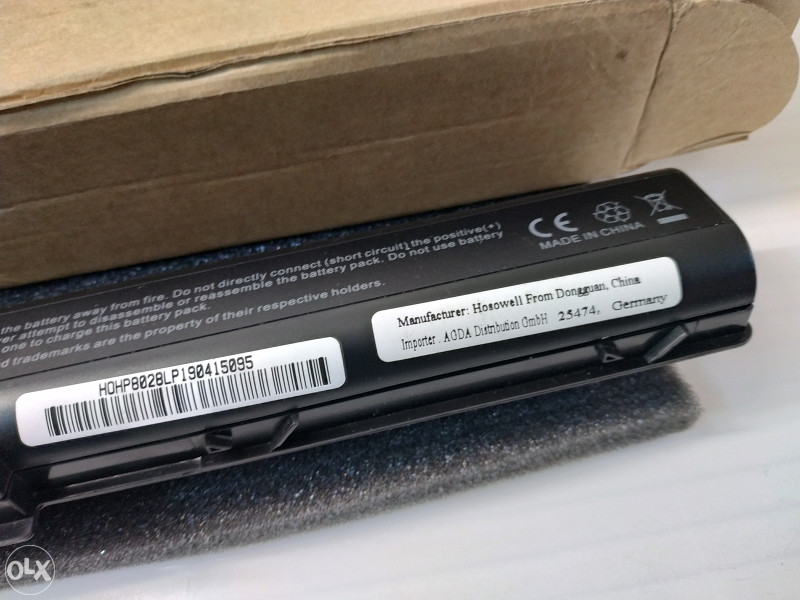 the battery away from fire. Do not directly connect (short circuit) the positive(+)
ver attempt to disassemble or reassemble the battery pack. Do not use battery
one to charge this battery pack.
d trademarks are the property of their respective holders.
CE
MADE IN CHINA
Manufacturer: Hosowell From Dongguan, China
Importer . AGDA Distribution GmbH 25474, Germany
HOHP8028LP190415095
OLX